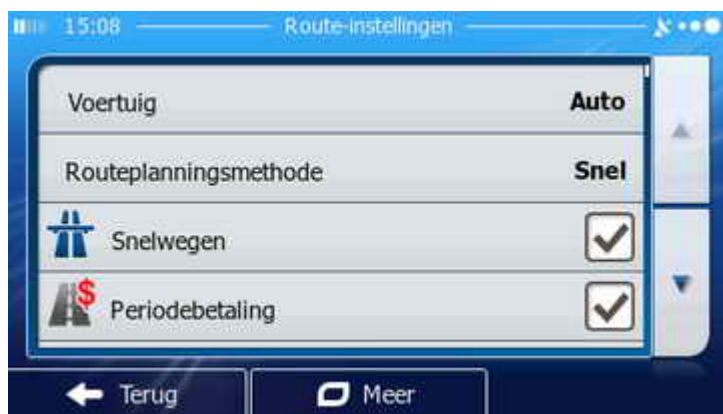 15:08 Route-instellingen
Voertuig Auto
Routeplanningsmethode Snel
Snelwegen
$ Periodebetaling
Terug Meer